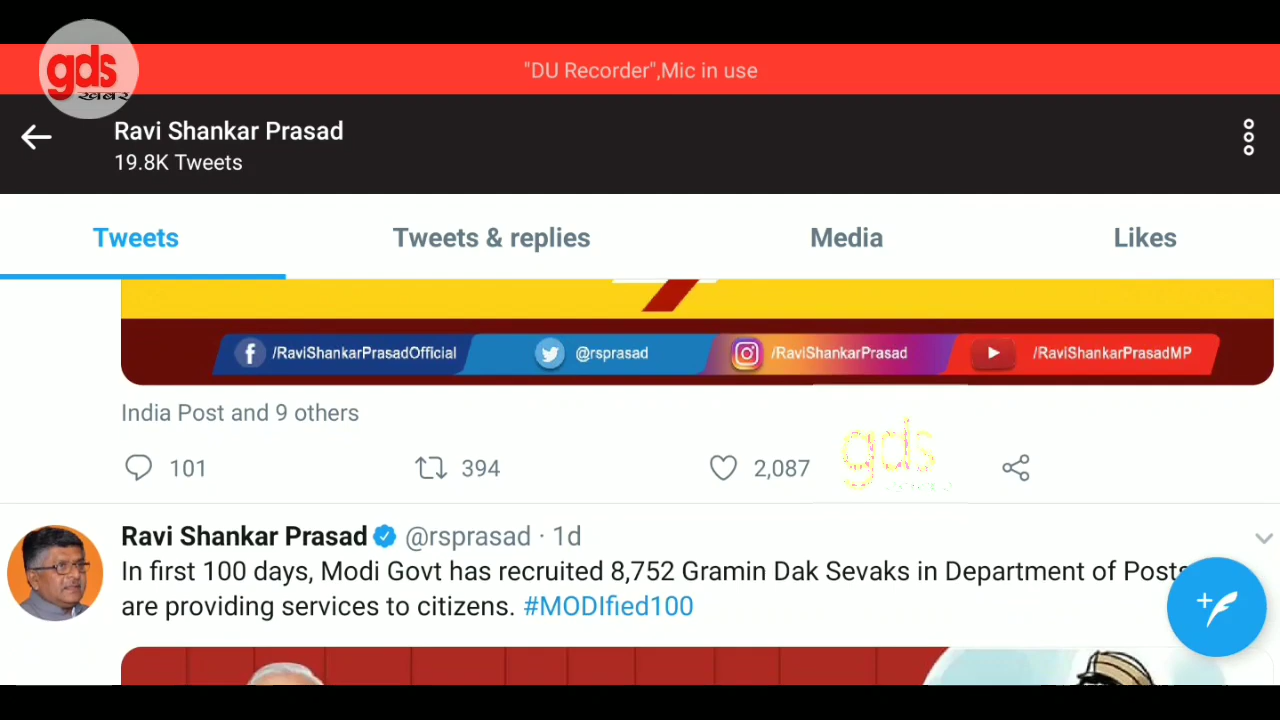 gds
खबर
"DU Recorder",Mic in use
Ravi Shankar Prasad
19.8K Tweets
Tweets
Tweets & replies
Media
Likes
/RaviShankarPrasadOfficial
@rsprasad
/RaviShankarPrasad
/RaviShankarPrasadMP
India Post and 9 others
101
394
2,087
gds
Ravi Shankar Prasad @rsprasad · 1d
In first 100 days, Modi Govt has recruited 8,752 Gramin Dak Sevaks in Department of Posts
are providing services to citizens. #MODIfied100